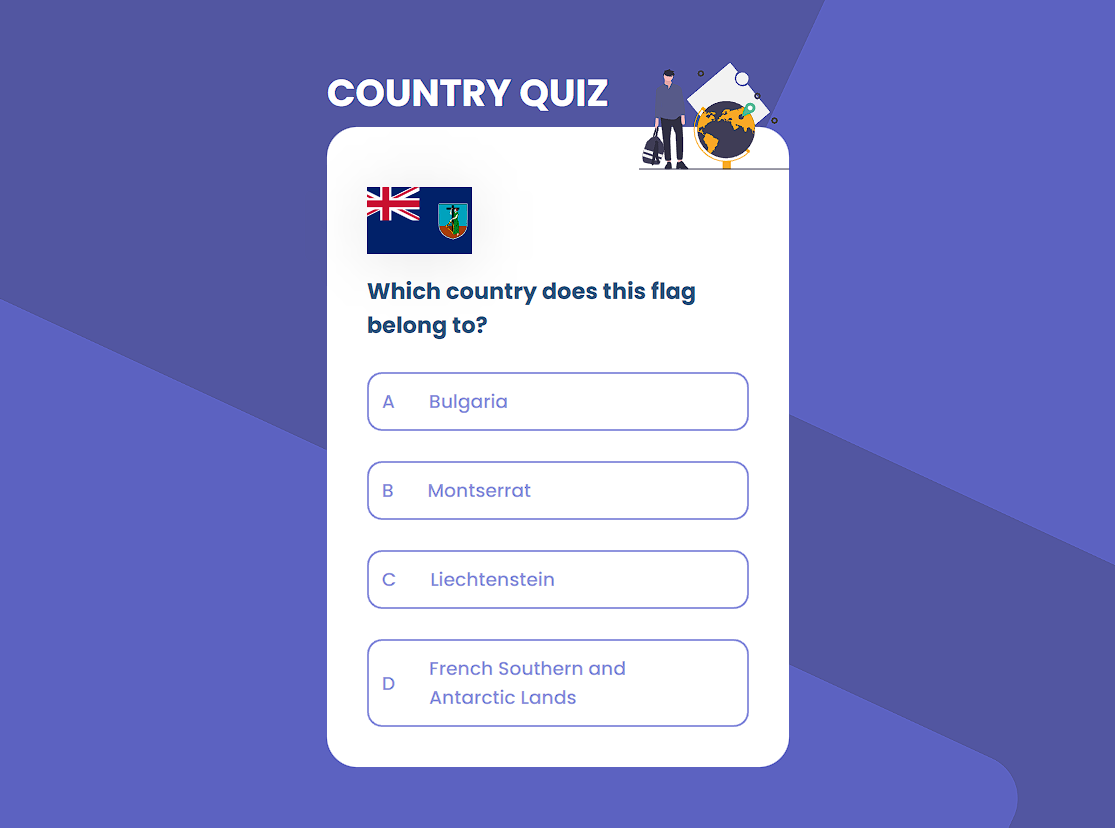 COUNTRY QUIZ
Which country does this flag
belong to?
A Bulgaria
B Montserrat
C Liechtenstein
D French Southern and
Antarctic Lands